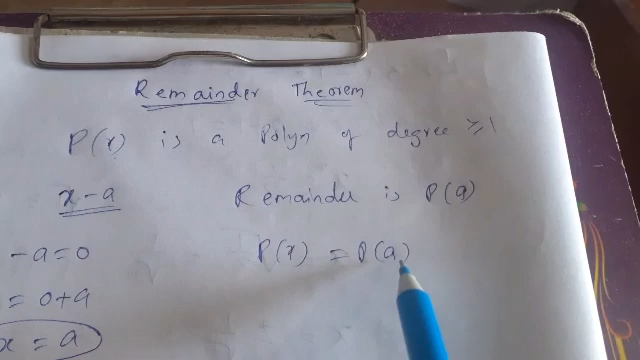 Remainder Theorem
P(x) is a Polyn of degree ≥1
x-a Remainder is P(a)
-a=0 P(x) = P(a)
= 0+a
x = a